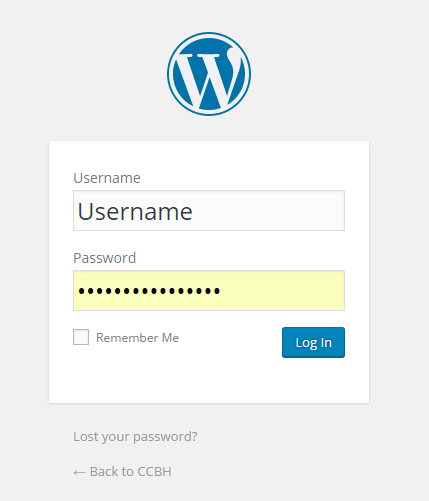 W
Username
Username
Password
••••••••••••••••
Remember Me
Log In
Lost your password?
← Back to CCBH